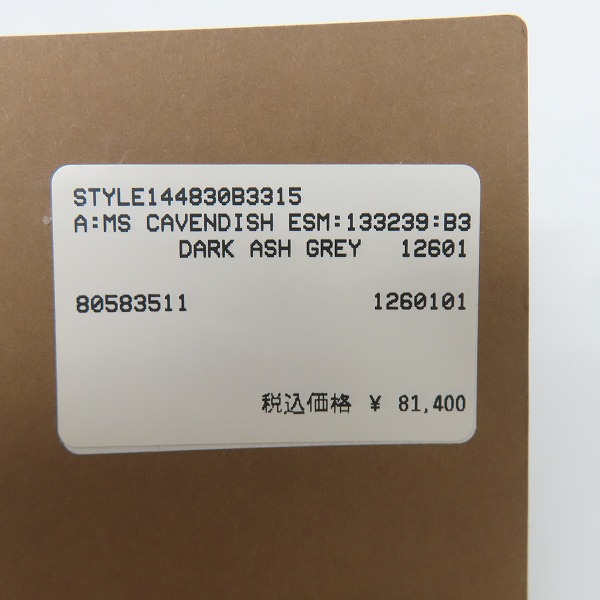 STYLE144830B3315
A:MS CAVENDISH ESM:133239:B3
DARK ASH GREY 12601
80583511 1260101
税込価格 ¥ 81,400